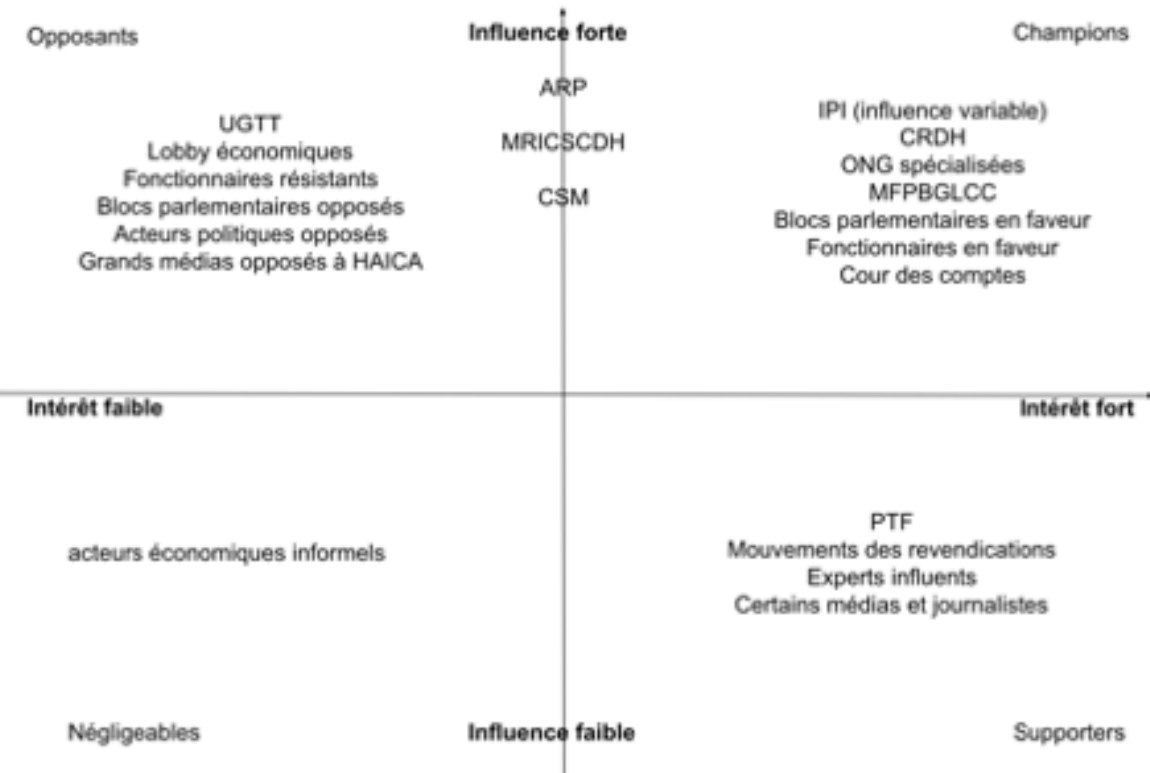 Opposants
Influence forte
Champions
ARP
MRICSCDH
CSM
UGTT
Lobby économiques
Fonctionnaires résistants
Blocs parlementaires opposés
Acteurs politiques opposés
Grands médias opposés à HAICA
IPI (influence variable)
CRDH
ONG spécialisées
MFPBGLCC
Blocs parlementaires en faveur
Fonctionnaires en faveur
Cour des comptes
Intérêt faible
Intérêt fort
acteurs économiques informels
PTF
Mouvements des revendications
Experts influents
Certains médias et journalistes
Négligeables
Influence faible
Supporters